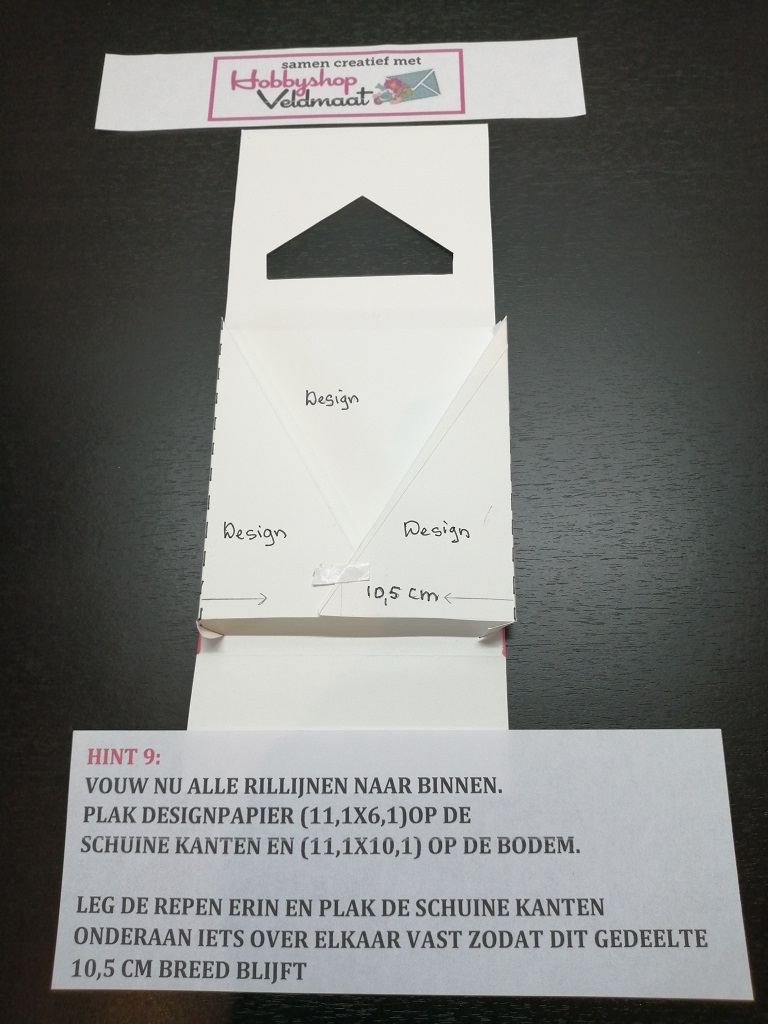 samen creatief met
Hobbyshop
Veldmaat
Design
Design Design
10,5 cm
HINT 9:
VOUW NU ALLE RILLIJNEN NAAR BINNEN.
PLAK DESIGNPAPIER (11,1X6,1)OP DE
SCHUINE KANTEN EN (11,1X10,1) OP DE BODEM.
LEG DE REPEN ERIN EN PLAK DE SCHUINE KANTEN
ONDERAAN IETS OVER ELKAAR VAST ZODAT DIT GEDEELTE
10,5 CM BREED BLIJFT